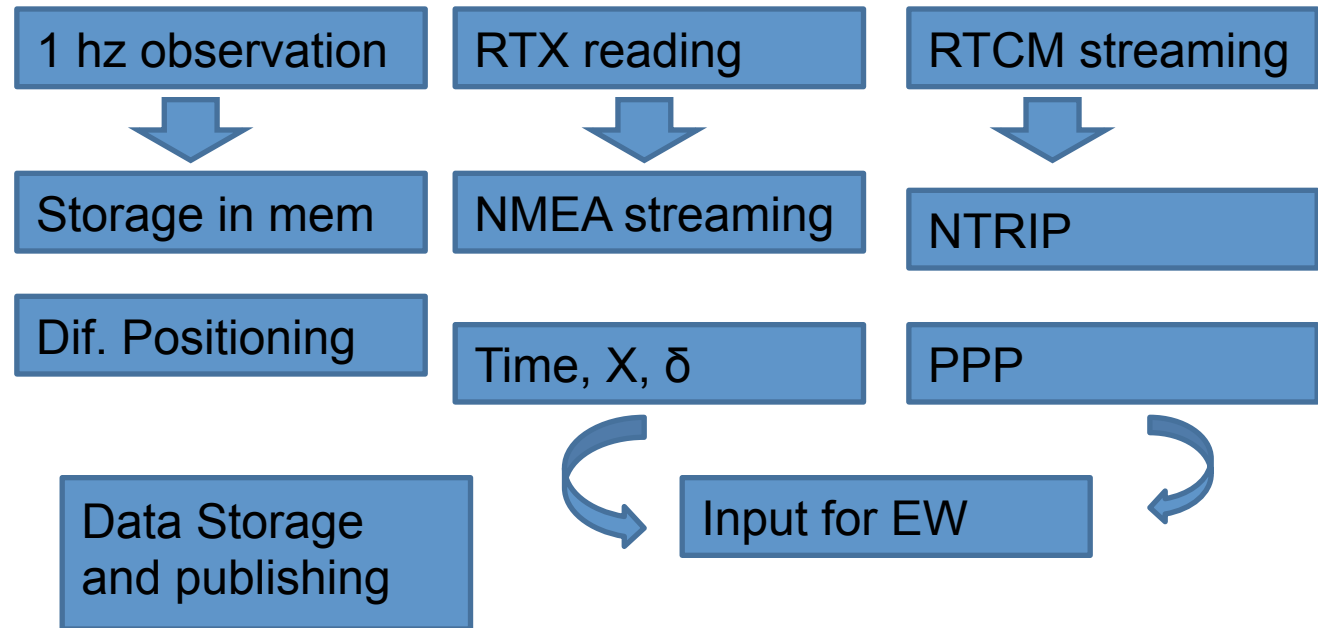 1 hz observation
RTX reading
RTCM streaming
Storage in mem
NMEA streaming
NTRIP
Dif. Positioning
Time, X, δ
PPP
Data Storage
and publishing
Input for EW